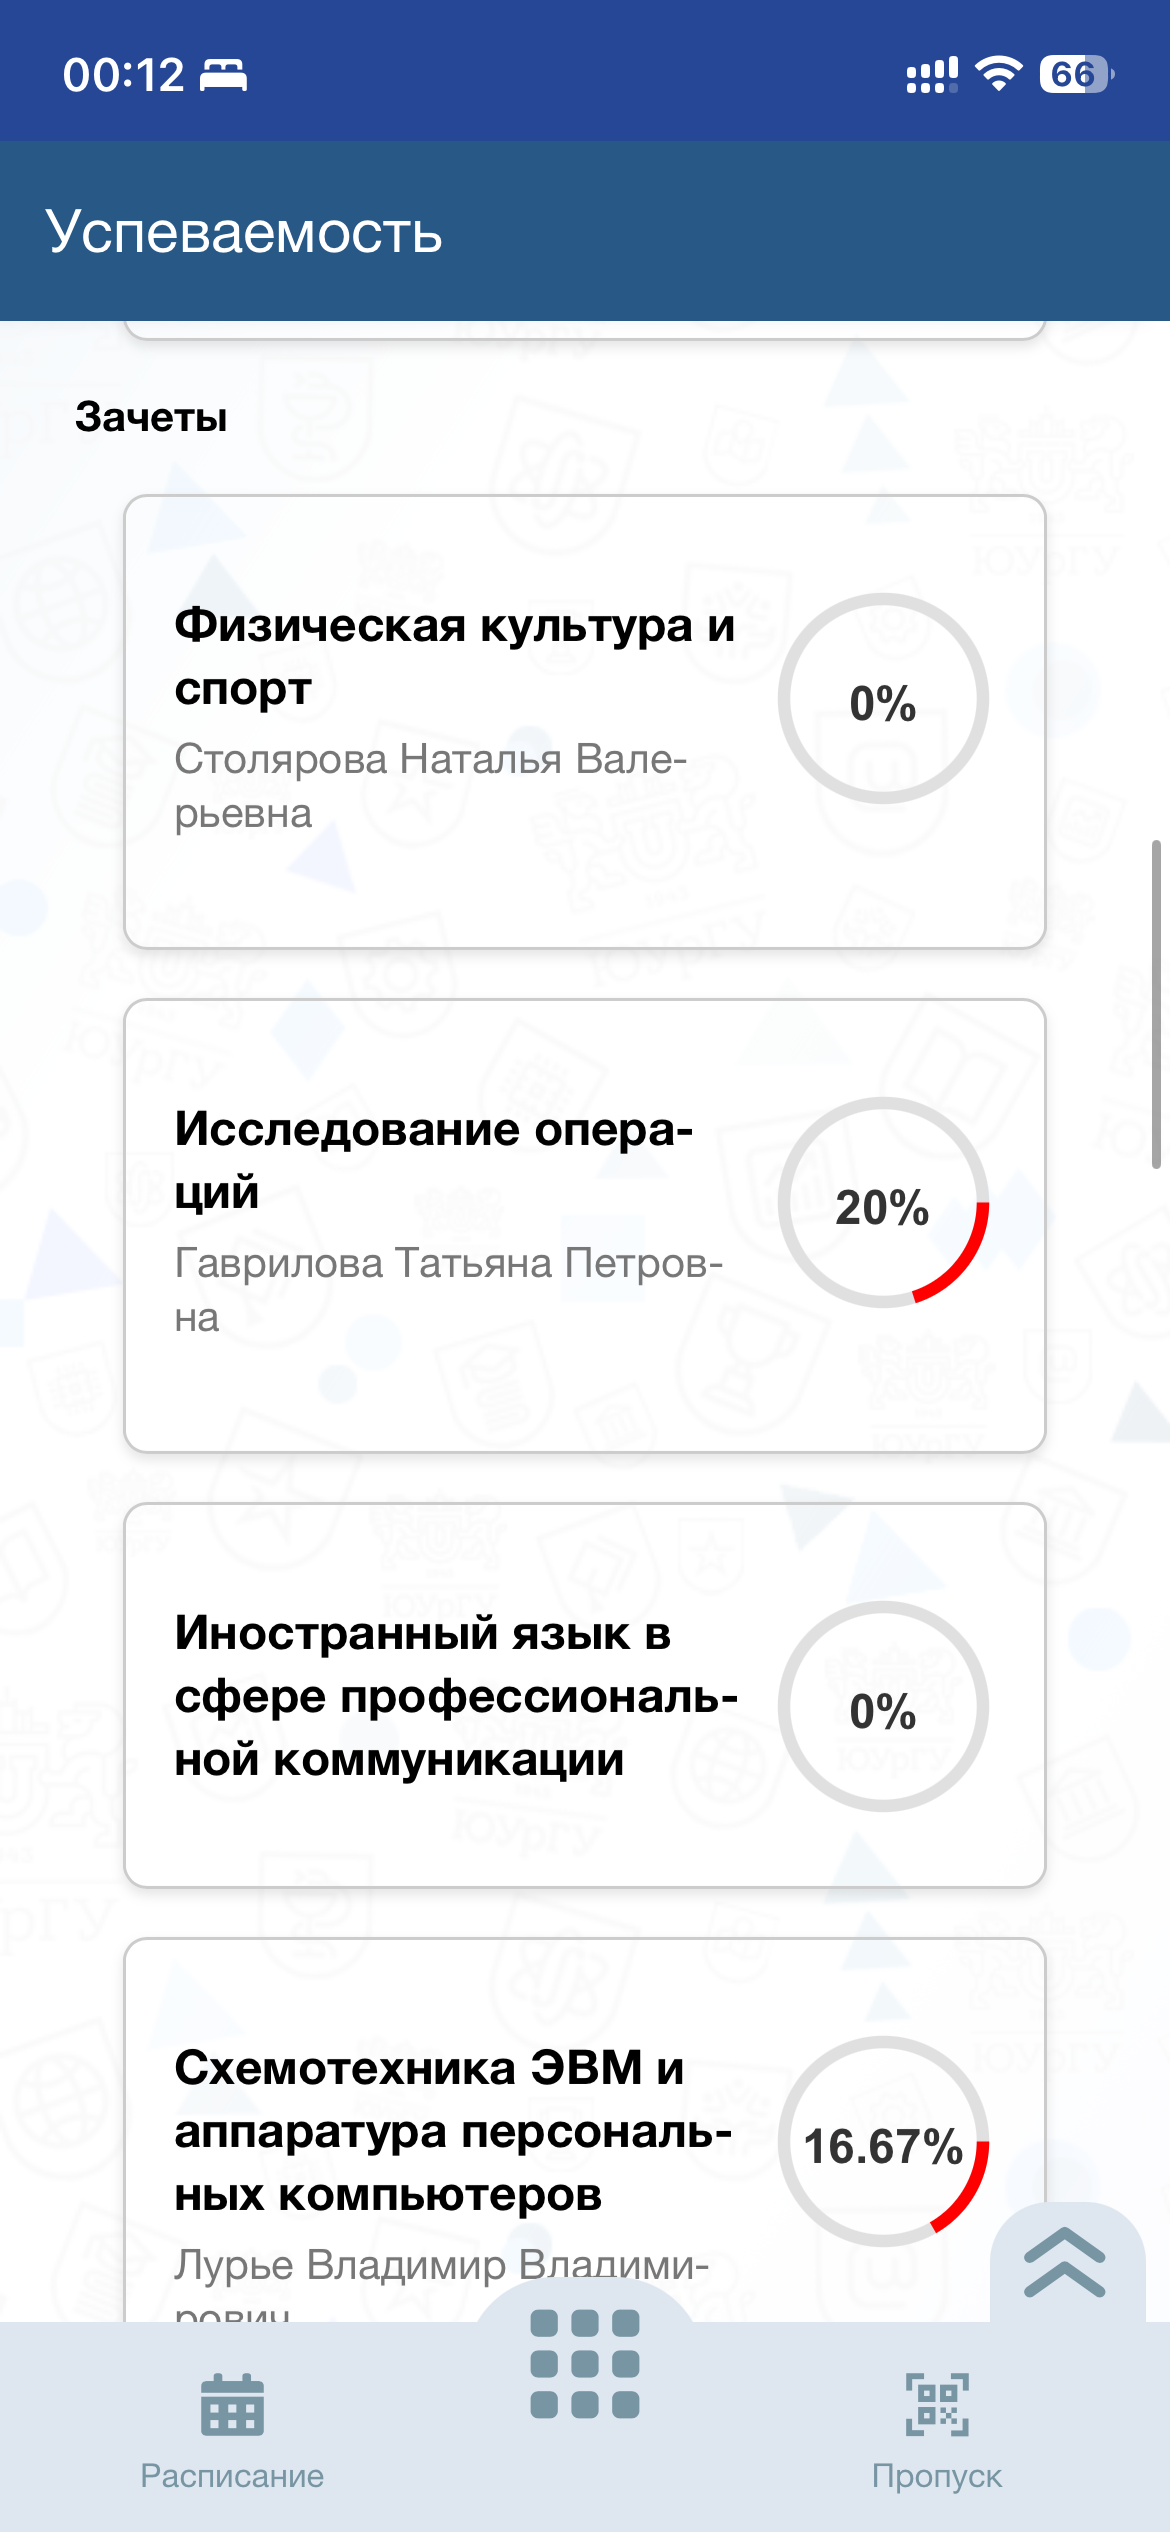 00:12
66
Успеваемость
Зачеты
Физическая культура и
спорт
Столярова Наталья Вале-
рьевна
0%
Исследование опера-
ций
Гаврилова Татьяна Петров-
на
20%
Иностранный язык в
сфере профессиональ-
ной коммуникации
0%
Схемотехника ЭВМ и
аппаратура персональ-
ных компьютеров
Лурье Владимир Владими-
рович
16.67%
Расписание
Пропуск